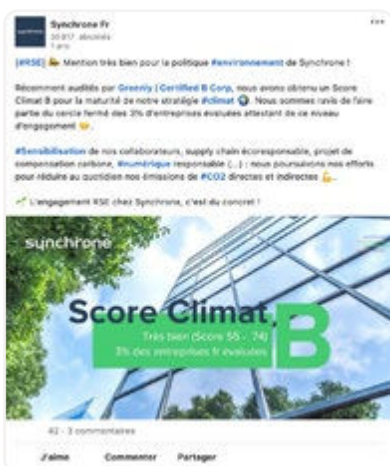 Synchrone Fr
abonnés
1 ans
[#RSE] Mention très bien pour la politique #environnement de Synchrone !
Récemment audités par Greenly | Certified B Corp, nous avons obtenu un Score
Climat B pour la maturité de notre stratégie #climat. Nous sommes ravis de faire
partie du cercle fermé des 3% d'entreprises évaluées attestant de ce niveau
d'engagement
#Sensibilisation de nos collaborateurs, supply chain écoresponsable, projet de
compensation carbone, #numérique responsable (...) : nous poursuivons nos efforts
pour réduire au quotidien nos émissions de #CO2 directes et indirectes
L'engagement RSE chez Synchrone, c'est du concret !
synchrone
Score Climat B
Très bien (Score 55 - 74)
3% des entreprises fr évaluées
42 - 3 commentaires
J'aime Commenter Partager